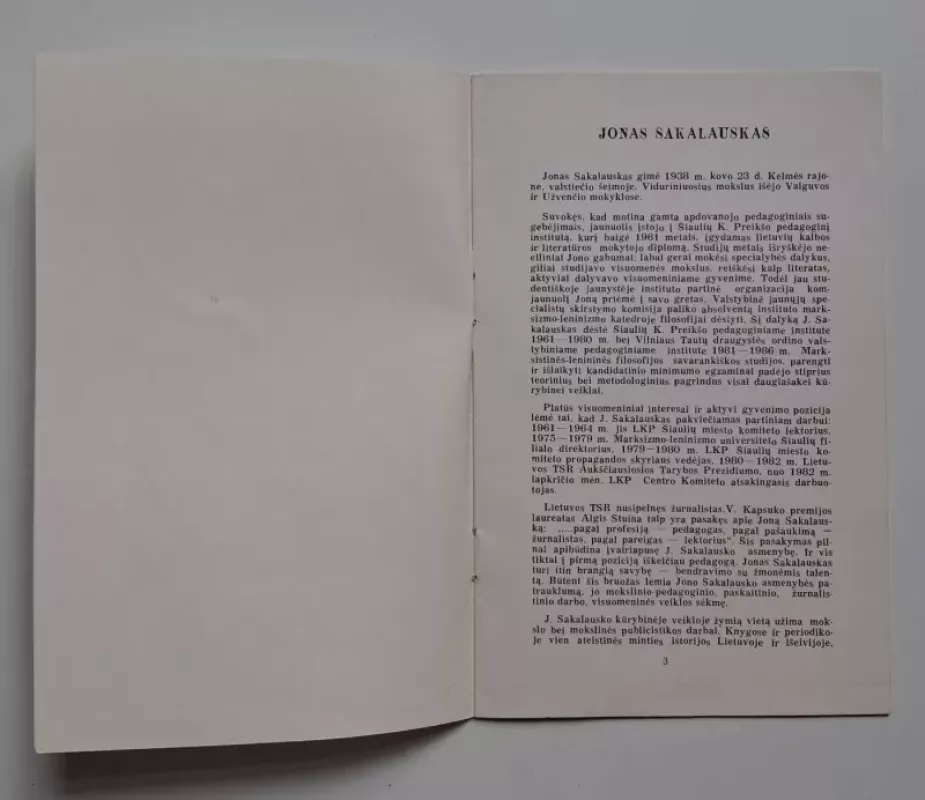 JONAS SAKALAUSKAS
Jonas Sakalauskas gimė 1938 m. kovo 23 d. Kelmės rajo-
ne, valstiečio šeimoje. Viduriniuosius mokslus išėjo Valguvos
ir Užvenčio mokyklose.
Suvokęs, kad motina gamta apdovanojo pedagoginiais su-
gebėjimais, jaunuolis įstojo į Šiaulių K. Preikšo pedagoginį
institutą, kurį baigė 1961 metais, įgydamas lietuvių kalbos
ir literatūros mokytojo diplomą. Studijų metais išryškėjo ne-
eiliniai Jono gabumai: labai gerai mokėsi specialybės dalykus,
giliai studijavo visuomenės mokslus, reiškėsi kaip literatas,
aktyviai dalyvavo visuomeniniame gyvenime. Todėl jau stu-
dentiškoje jaunystėje instituto partinė organizacija kom-
jaunuolį Joną priėmė į savo gretas. Valstybinė jaunųjų spe-
cialistų skirstymo komisija paliko absolventą instituto mark-
sizmo-leninizmo katedroje filosofijai dėstyti. Šį dalyką J. Sa-
kalauskas dėstė Šiaulių K. Preikšo pedagoginiame institute
1961—1980 m. bei Vilniaus Tautų draugystės ordino vals-
tybiniame pedagoginiame institute 1981—1986 m. Mark-
sistinės-lenininės filosofijos savarankiškos studijos, parengti
ir išlaikyti kandidatinio minimumo egzaminai padėjo stiprius
teorinius bei metodologinius pagrindus visai daugiašakei kū-
rybinei veiklai.
Platūs visuomeniniai interesai ir aktyvi gyvenimo pozicija
lėmė tai, kad J. Sakalauskas pakviečiamas partiniam darbui:
1961—1964 m. jis LKP Šiaulių miesto komiteto lektorius,
1975—1979 m. Marksizmo-leninizmo universiteto Šiaulių fi-
lialo direktorius, 1979—1980 m. LKP Šiaulių miesto ko-
miteto propagandos skyriaus vedėjas, 1980—1982 m. Lietu-
vos TSR Aukščiausiosios Tarybos Prezidiumo, nuo 1982 m.
lapkričio mėn. LKP Centro Komiteto atsakingasis darbuo-
tojas.
Lietuvos TSR nusipelnęs žurnalistas, V. Kapsuko premijos
laureatas Algis Stuina taip yra pasakęs apie Joną Sakalaus-
ką: „...pagal profesiją — pedagogas, pagal pašaukimą —
žurnalistas, pagal pareigas — lektorius". Šis pasakymas pil-
nai apibūdina įvairiapusę J. Sakalausko asmenybę. Ir vis
tiktai į pirmą poziciją iškeičiau pedagogą. Jonas Sakalauskas
turį itin brangią savybę — bendravimo su žmonėmis talen-
tą. Būtent šis bruožas lemia Jono Sakalausko asmenybės pa-
trauklumą, jo mokslinio-pedagoginio, paskaitinio, žurnalis-
tinio darbo, visuomeninės veiklos sėkmę.
J. Sakalausko kūrybinėje veikloje žymią vietą užima mok-
slo bei mokslinės publicistikos darbai. Knygose ir periodiko-
je vien ateistinės minties istorijos Lietuvoje ir išeivijoje,
3